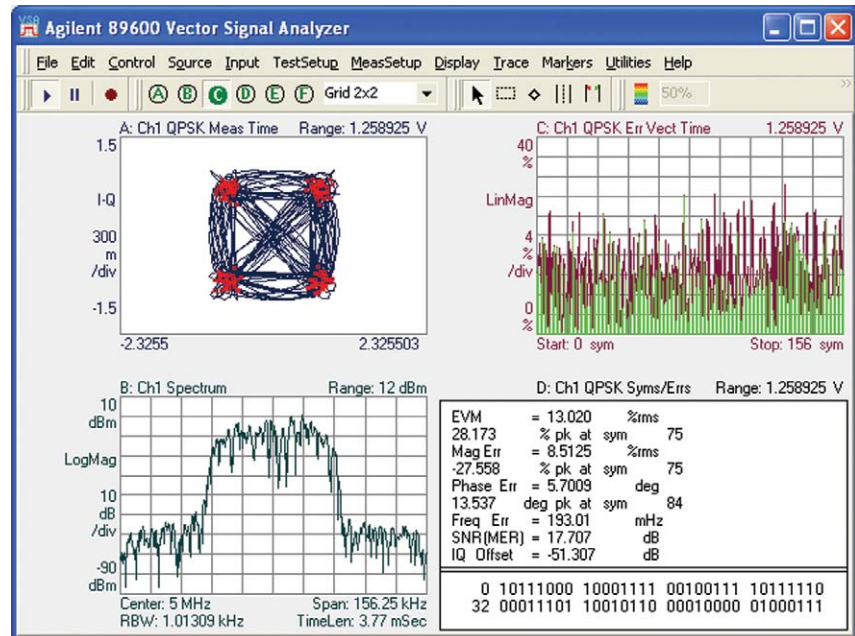 VSA
Agilent 89600 Vector Signal Analyzer
File Edit Control Source Input TestSetup MeasSetup Display Trace Markers Utilities Help
A B C D E F Grid 2x2 50%
A: Ch1 QPSK Meas Time Range: 1.258925 V
1.5
I-Q
300
m
/div
-1.5
-2.3255 2.325503
C: Ch1 QPSK Err Vect Time 1.258925 V
40
%
LinMag
4
%
/div
0
%
Start: 0 sym Stop: 156 sym
B: Ch1 Spectrum Range: 12 dBm
10
dBm
LogMag
10
dB
/div
-90
dBm
Center: 5 MHz Span: 156.25 kHz
RBW: 1.01309 kHz TimeLen: 3.77 mSec
D: Ch1 QPSK Syms/Errs Range: 1.258925 V
EVM = 13.020 %rms
28.173 % pk at sym 75
Mag Err = 8.5125 %rms
-27.558 % pk at sym 75
Phase Err = 5.7009 deg
13.537 deg pk at sym 84
Freq Err = 193.01 mHz
SNR(MER) = 17.707 dB
IQ Offset = -51.307 dB
0 10111000 10001111 00100111 10111110
32 00011101 10010110 00010000 01000111